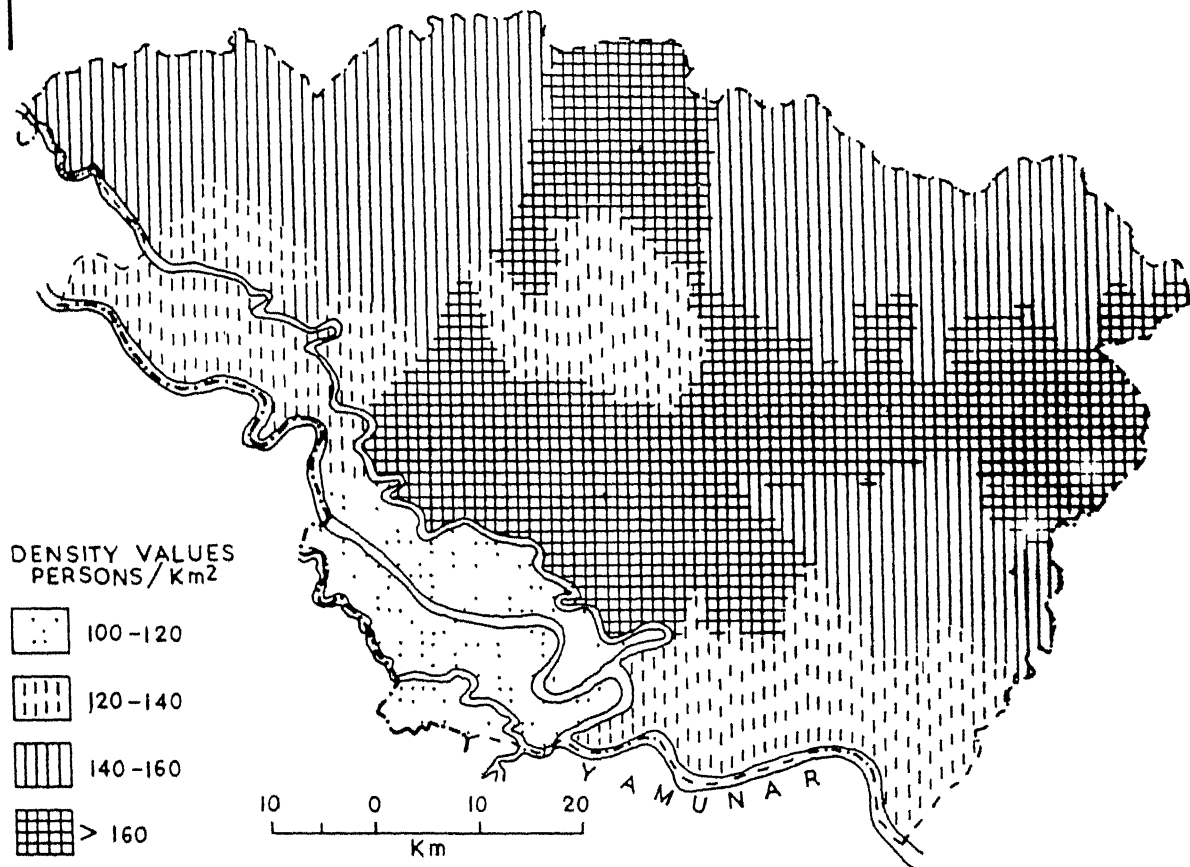 DENSITY VALUES
PERSONS/Km²
100-120
120-140
140-160
> 160
10 0 10 20
Km
YAMUNA R